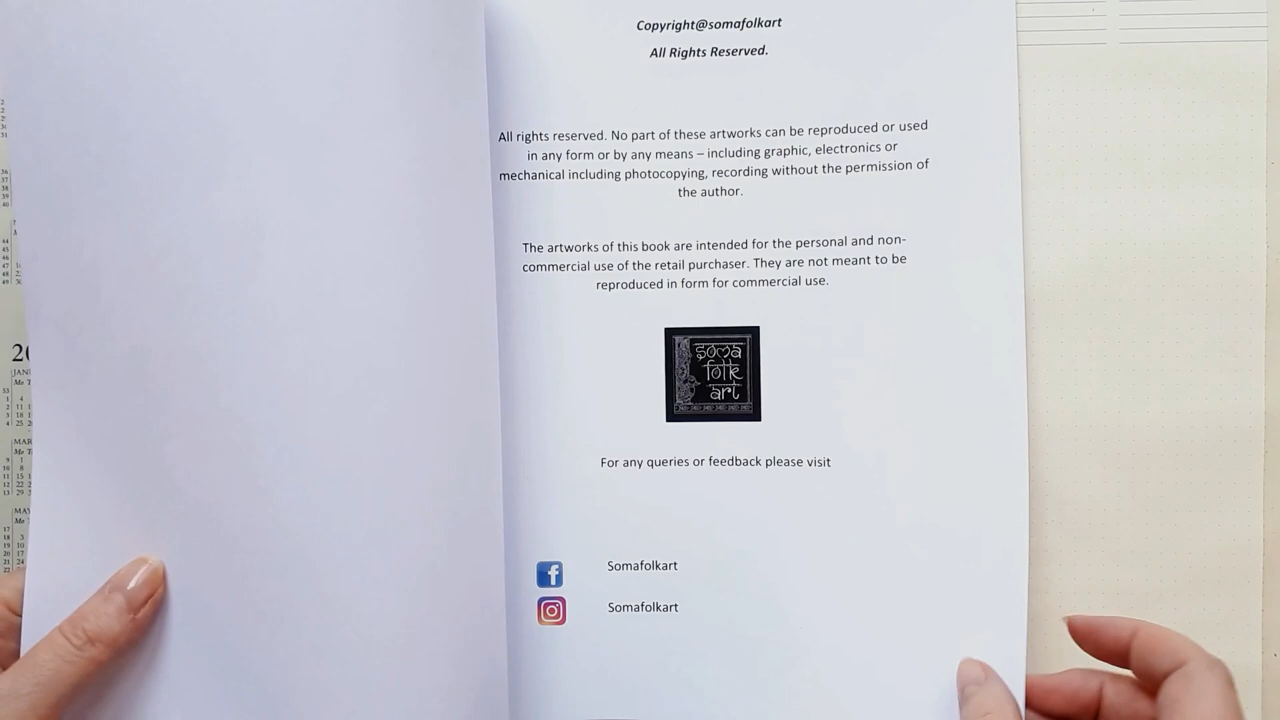 Copyright@somafolkart
All Rights Reserved.
All rights reserved. No part of these artworks can be reproduced or used
in any form or by any means – including graphic, electronics or
mechanical including photocopying, recording without the permission of
the author.
The artworks of this book are intended for the personal and non-
commercial use of the retail purchaser. They are not meant to be
reproduced in form for commercial use.
soma
folk
art
For any queries or feedback please visit
Somafolkart
Somafolkart